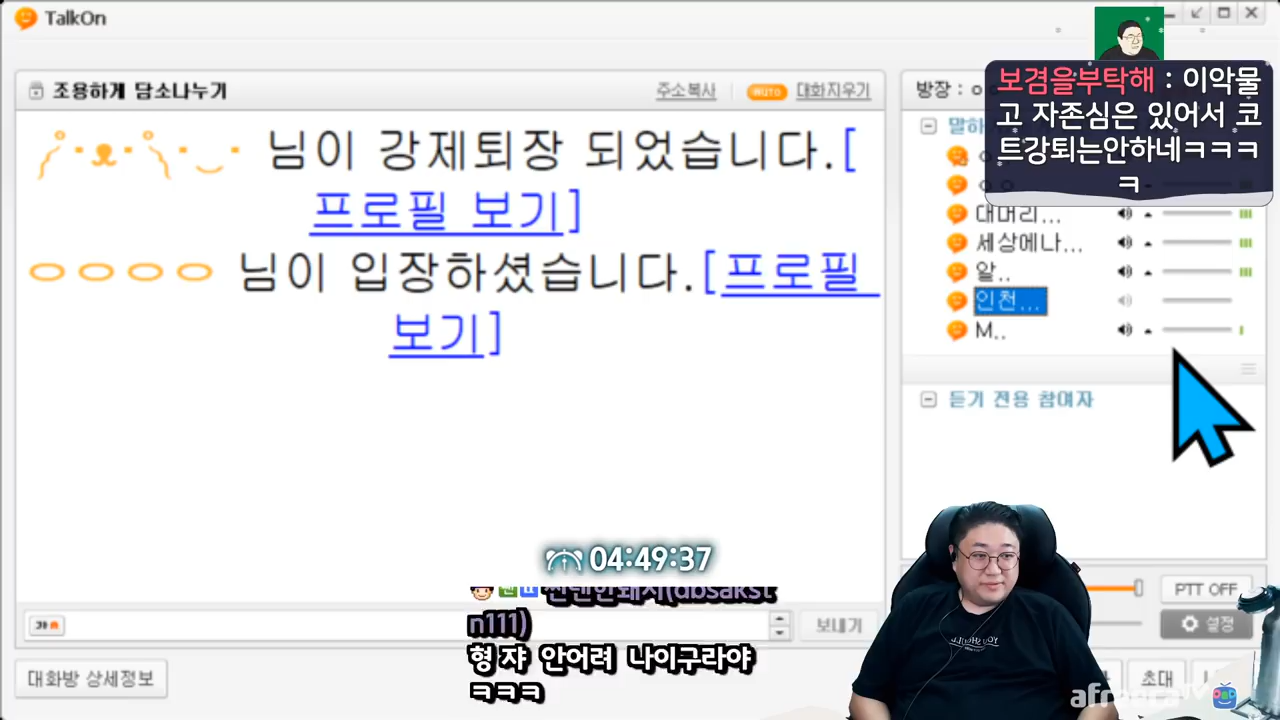 TalkOn
조용하게 담소나누기
주소복사
AUTO
대화지우기
님이 강제퇴장 되었습니다.[
프로필 보기]
ㅇㅇㅇㅇ 님이 입장하셨습니다.[프로필
보기]
방장 : ㅇ
보겸을부탁해 : 이악물
고 자존심은 있어서 코
트강퇴는안하네ㅋㅋㅋ
ㅋ
대머리...
세상에나...
알..
인천...
M..
듣기 전용 참여자
04:49:37
n111)
형 쟈 안어려 나이구라야
ㅋㅋㅋ
가
보내기
PTT OFF
설정
대화방 상세정보
초대
afreecaTV